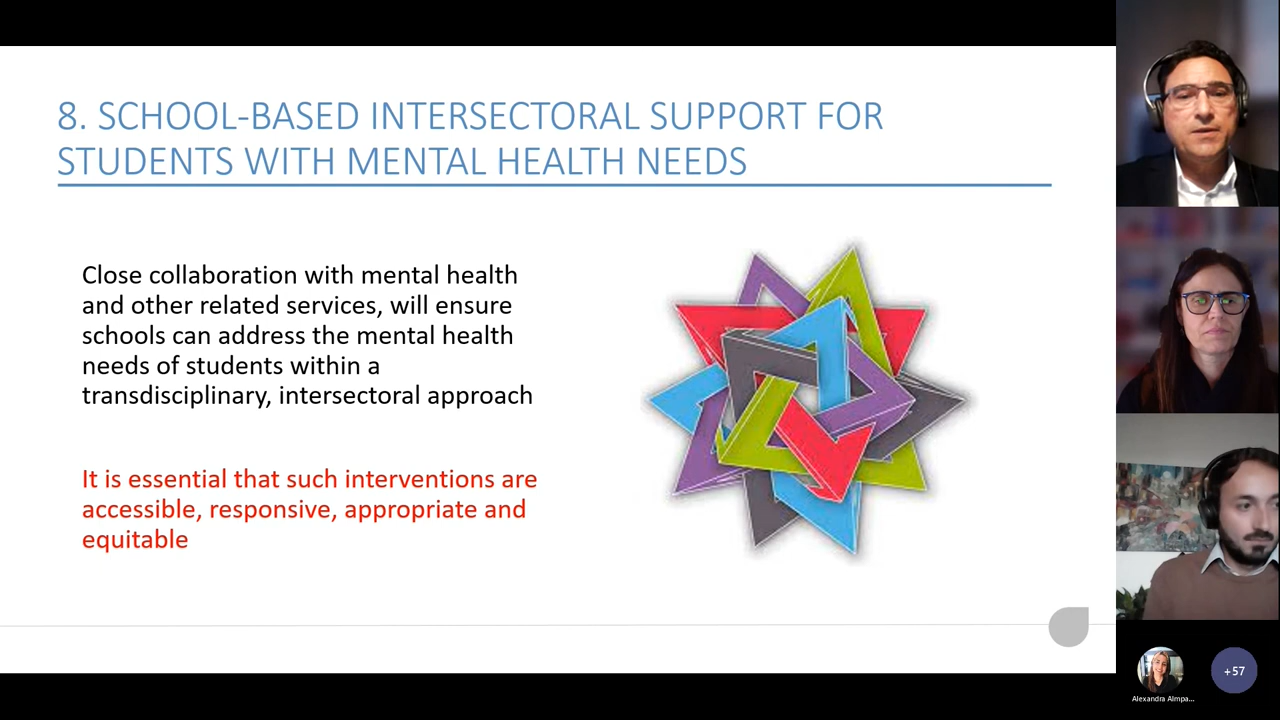 8. SCHOOL-BASED INTERSECTORAL SUPPORT FOR
STUDENTS WITH MENTAL HEALTH NEEDS
Close collaboration with mental health
and other related services, will ensure
schools can address the mental health
needs of students within a
transdisciplinary, intersectoral approach
It is essential that such interventions are
accessible, responsive, appropriate and
equitable
+57
Alexandra Almpa...